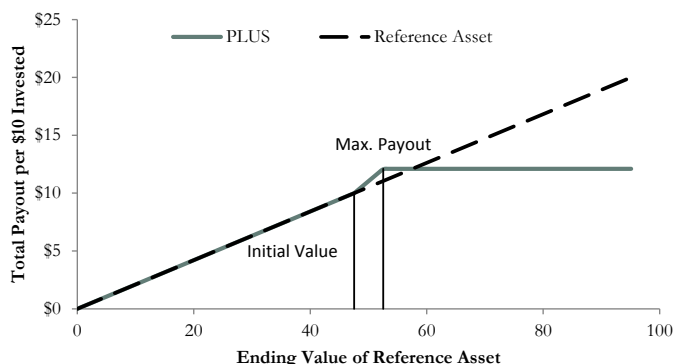 $25
PLUS
Reference Asset
$20
$15
Max. Payout
$10
Initial Value
$5
$0
0
20
40
60
80
100
Total Payout per $10 Invested
Ending Value of Reference Asset